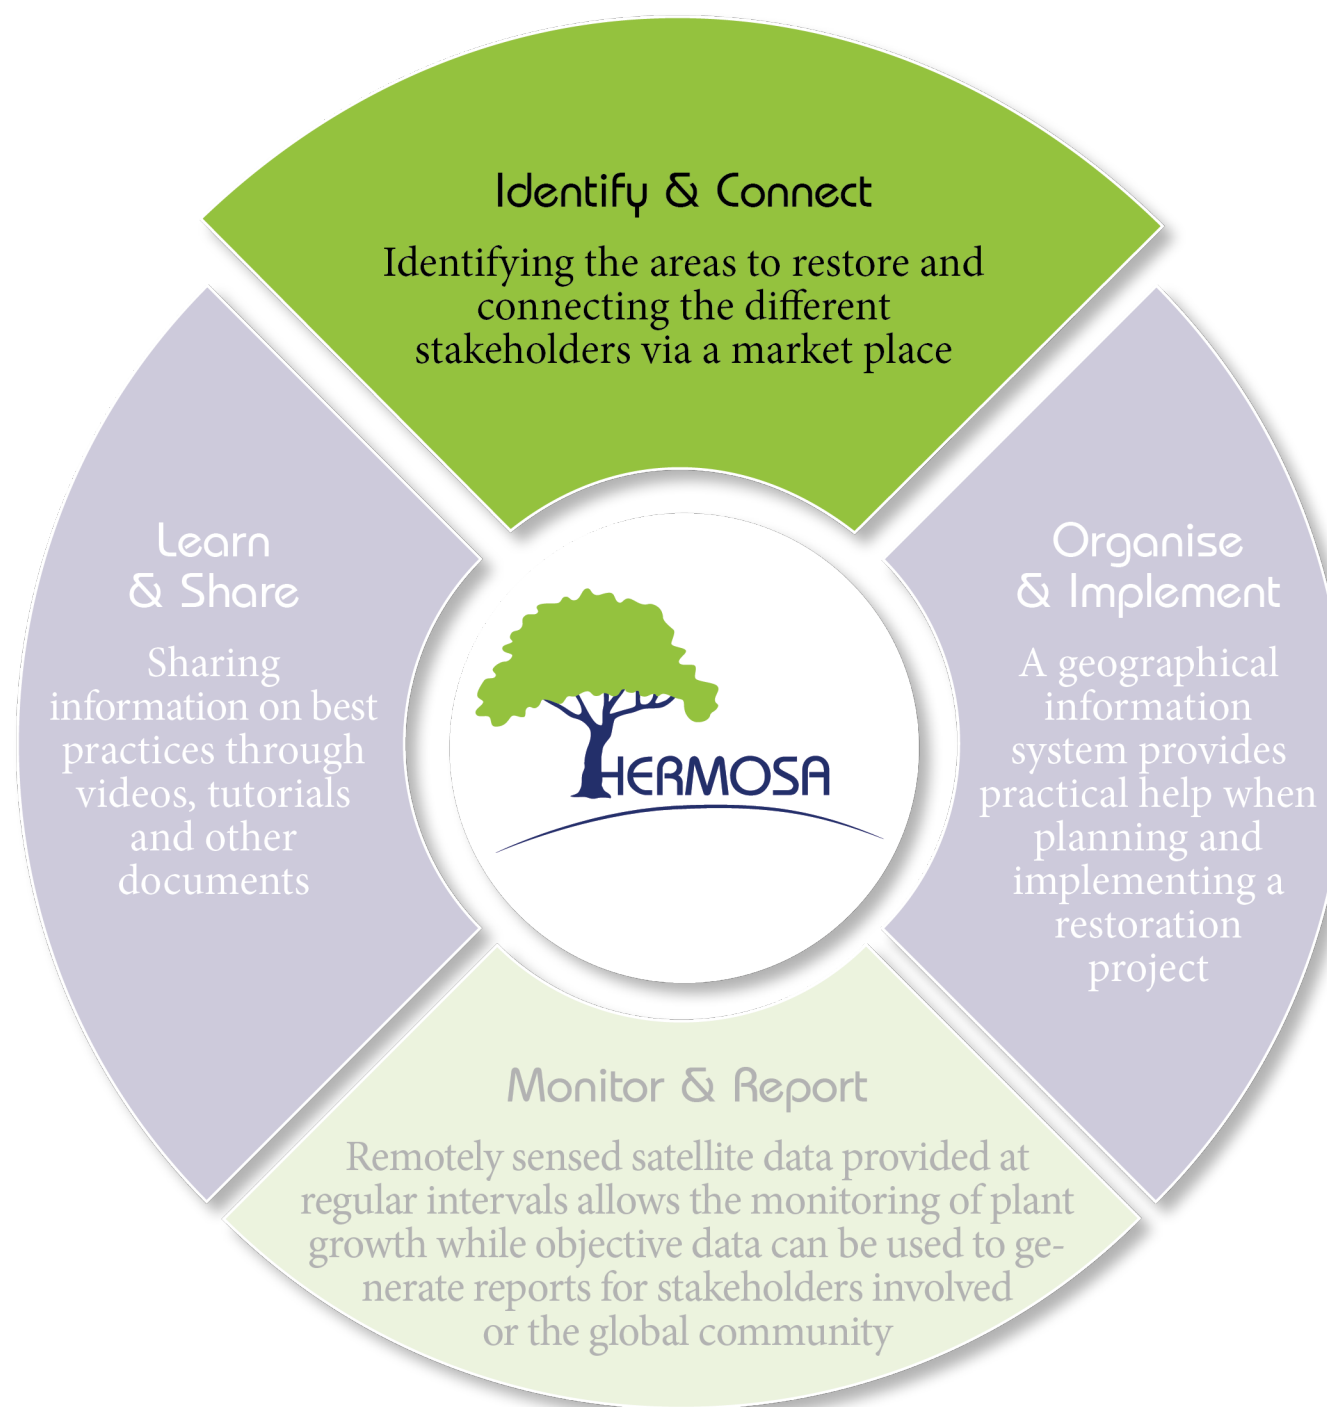 Identify & Connect
Identifying the areas to restore and
connecting the different
stakeholders via a market place
Learn
& Share
Sharing
information on best
practices through
videos, tutorials
and other
documents
HERMOSA
Organise
& Implement
A geographical
information
system provides
practical help when
planning and
implementing a
restoration
project
Monitor & Report
Remotely sensed satellite data provided at
regular intervals allows the monitoring of plant
growth while objective data can be used to ge-
nerate reports for stakeholders involved
or the global community